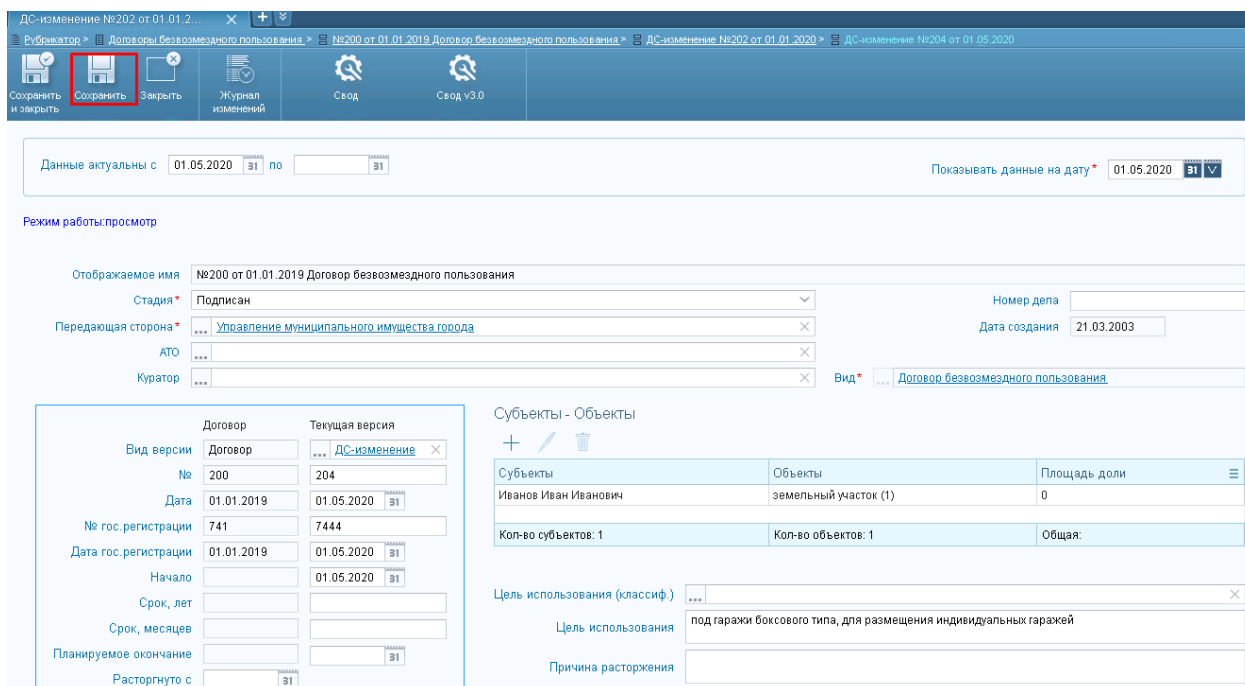 ДС-изменение №202 от 01.01.2...
Рубрикатор > Договоры безвозмездного пользования > №200 от 01.01.2019 Договор безвозмездного пользования > ДС-изменение №202 от 01.01.2020 > ДС-изменение №204 от 01.05.2020
Сохранить и закрыть
Сохранить
Закрыть
Журнал изменений
Свод
Свод v3.0
Данные актуальны с 01.05.2020 31 по 31
Показывать данные на дату* 01.05.2020 31
Режим работы:просмотр
Отображаемое имя №200 от 01.01.2019 Договор безвозмездного пользования
Стадия* Подписан
Номер дела
Передающая сторона* ... Управление муниципального имущества города
Дата создания 21.03.2003
АТО ...
Куратор ...
Вид* ... Договор безвозмездного пользования
Договор Текущая версия
Вид версии Договор ... ДС-изменение
№ 200 204
Дата 01.01.2019 01.05.2020 31
№ гос.регистрации 741 7444
Дата гос.регистрации 01.01.2019 01.05.2020 31
Начало 01.05.2020 31
Срок, лет
Срок, месяцев
Планируемое окончание 31
Расторгнуто с 31
Субъекты - Объекты
Субъекты Объекты Площадь доли
Иванов Иван Иванович земельный участок (1) 0
Кол-во субъектов: 1 Кол-во объектов: 1 Общая:
Цель использования (классиф.) ...
Цель использования под гаражи боксового типа, для размещения индивидуальных гаражей
Причина расторжения